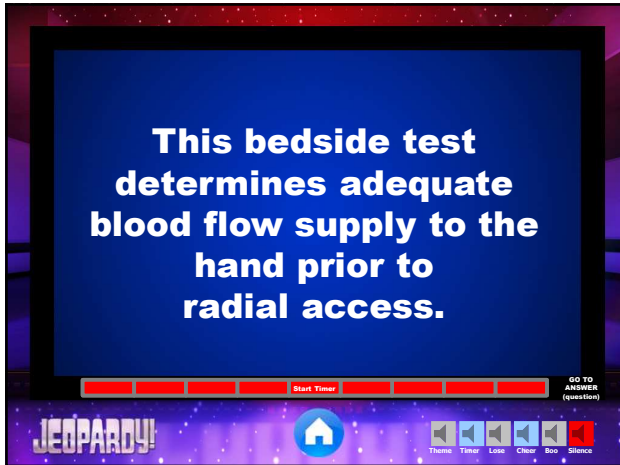 This bedside test
determines adequate
blood flow supply to the
hand prior to
radial access.
Start Timer
GO TO
ANSWER
(question)
JEOPARDY!
Theme Timer Lose Cheer Boo Silence